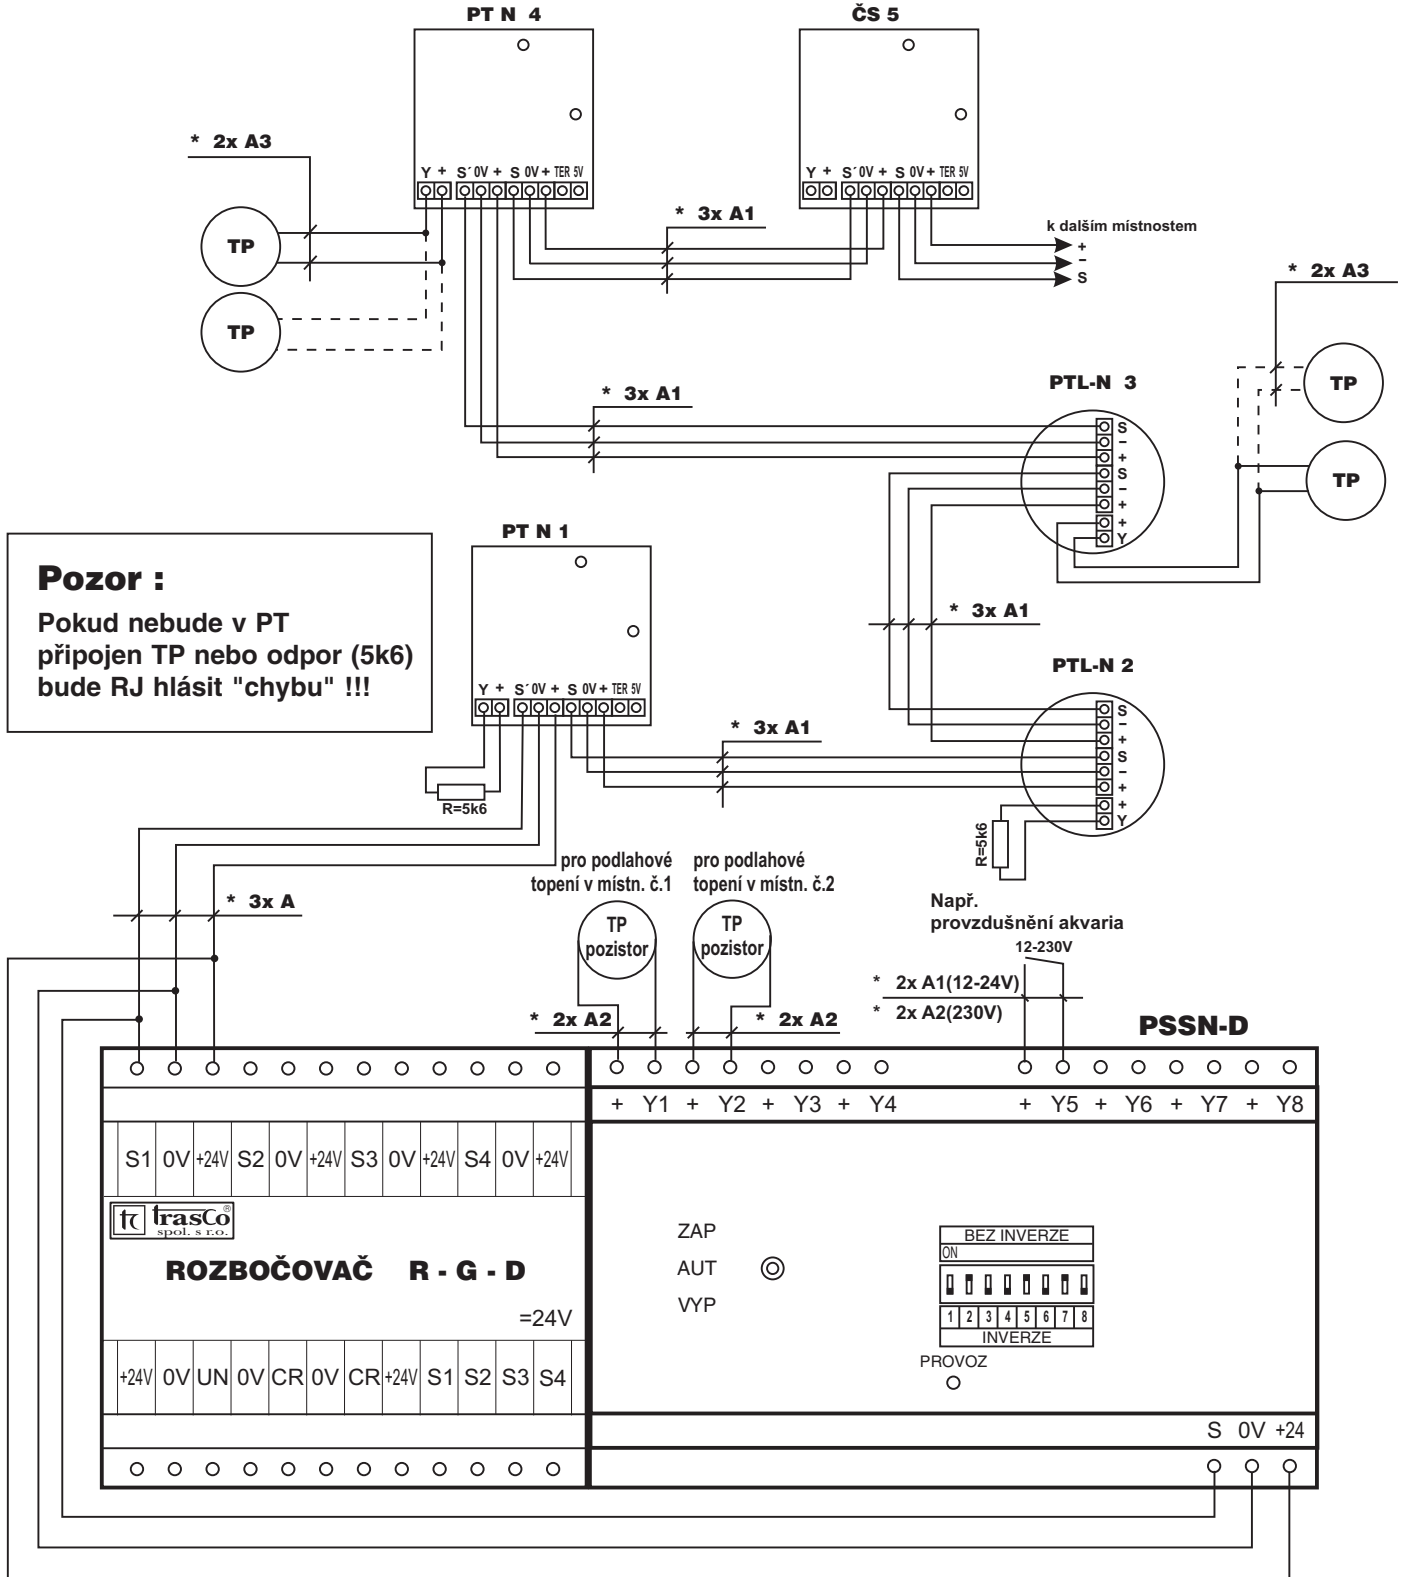 PT N 4
ČS 5
* 2x A3
Y + S´ 0V + S 0V + TER 5V
Y + S´ 0V + S 0V + TER 5V
* 3x A1
k dalším místnostem
+
−
S
TP
TP
* 2x A3
* 3x A1
PTL-N 3
TP
TP
S
−
+
S
−
+
+
Y
PT N 1
Pozor :
Pokud nebude v PT
připojen TP nebo odpor (5k6)
bude RJ hlásit "chybu" !!!
* 3x A1
PTL-N 2
Y + S´ 0V + S 0V + TER 5V
* 3x A1
S
−
+
S
−
+
+
Y
R=5k6
R=5k6
pro podlahové
topení v místn. č.1
pro podlahové
topení v místn. č.2
* 3x A
TP
pozistor
TP
pozistor
Např.
provzdušnění akvaria
12-230V
* 2x A1(12-24V)
* 2x A2(230V)
* 2x A2
* 2x A2
PSSN-D
+ Y1 + Y2 + Y3 + Y4 + Y5 + Y6 + Y7 + Y8
S1 0V +24V S2 0V +24V S3 0V +24V S4 0V +24V
tc trasCo ®
spol. s r.o.
ROZBOČOVAČ R - G - D
=24V
ZAP
AUT
VYP
BEZ INVERZE
ON
1 2 3 4 5 6 7 8
INVERZE
PROVOZ
+24V 0V UN 0V CR 0V CR +24V S1 S2 S3 S4
S 0V +24